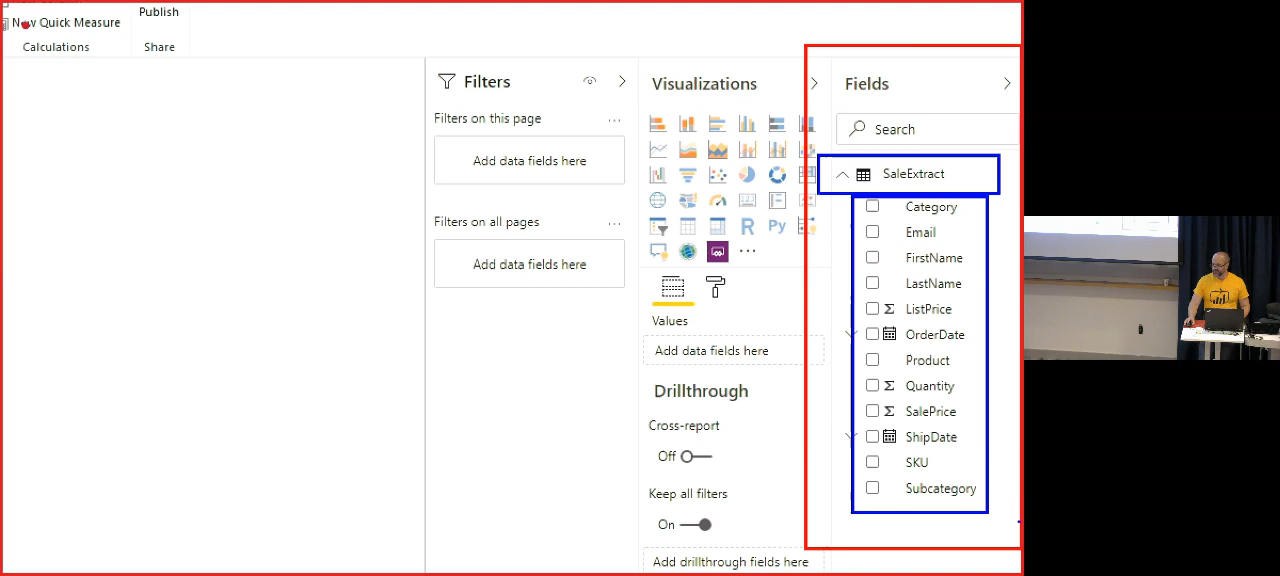 Publish
New Quick Measure
Calculations
Share
Filters
Filters on this page
...
Add data fields here
Filters on all pages
...
Add data fields here
Visualizations
R
Py
...
Values
Add data fields here
Drillthrough
Cross-report
Off
Keep all filters
On
Add drillthrough fields here
Fields
Search
SaleExtract
Category
Email
FirstName
LastName
Σ ListPrice
OrderDate
Product
Σ Quantity
Σ SalePrice
ShipDate
SKU
Subcategory